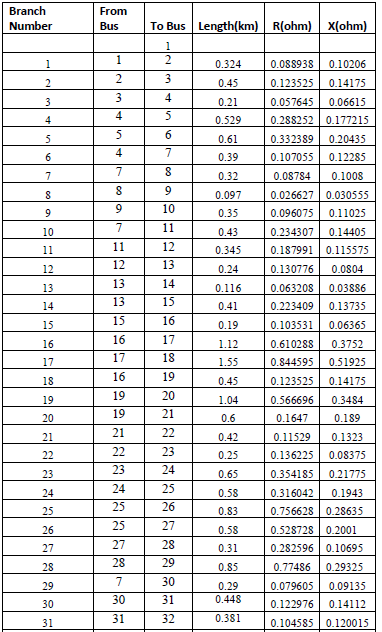 Branch Number From Bus To Bus Length(km) R(ohm) X(ohm)
1
1 1 2 0.324 0.088938 0.10206
2 2 3 0.45 0.123525 0.14175
3 3 4 0.21 0.057645 0.06615
4 4 5 0.529 0.288252 0.177215
5 5 6 0.61 0.332389 0.20435
6 4 7 0.39 0.107055 0.12285
7 7 8 0.32 0.08784 0.1008
8 8 9 0.097 0.026627 0.030555
9 9 10 0.35 0.096075 0.11025
10 7 11 0.43 0.234307 0.14405
11 11 12 0.345 0.187991 0.115575
12 12 13 0.24 0.130776 0.0804
13 13 14 0.116 0.063208 0.03886
14 13 15 0.41 0.223409 0.13735
15 15 16 0.19 0.103531 0.06365
16 16 17 1.12 0.610288 0.3752
17 17 18 1.55 0.844595 0.51925
18 16 19 0.45 0.123525 0.14175
19 19 20 1.04 0.566696 0.3484
20 19 21 0.6 0.1647 0.189
21 21 22 0.42 0.11529 0.1323
22 22 23 0.25 0.136225 0.08375
23 23 24 0.65 0.354185 0.21775
24 24 25 0.58 0.316042 0.1943
25 25 26 0.83 0.756628 0.28635
26 25 27 0.58 0.528728 0.2001
27 27 28 0.31 0.282596 0.10695
28 28 29 0.85 0.77486 0.29325
29 7 30 0.29 0.079605 0.09135
30 30 31 0.448 0.122976 0.14112
31 31 32 0.381 0.104585 0.120015